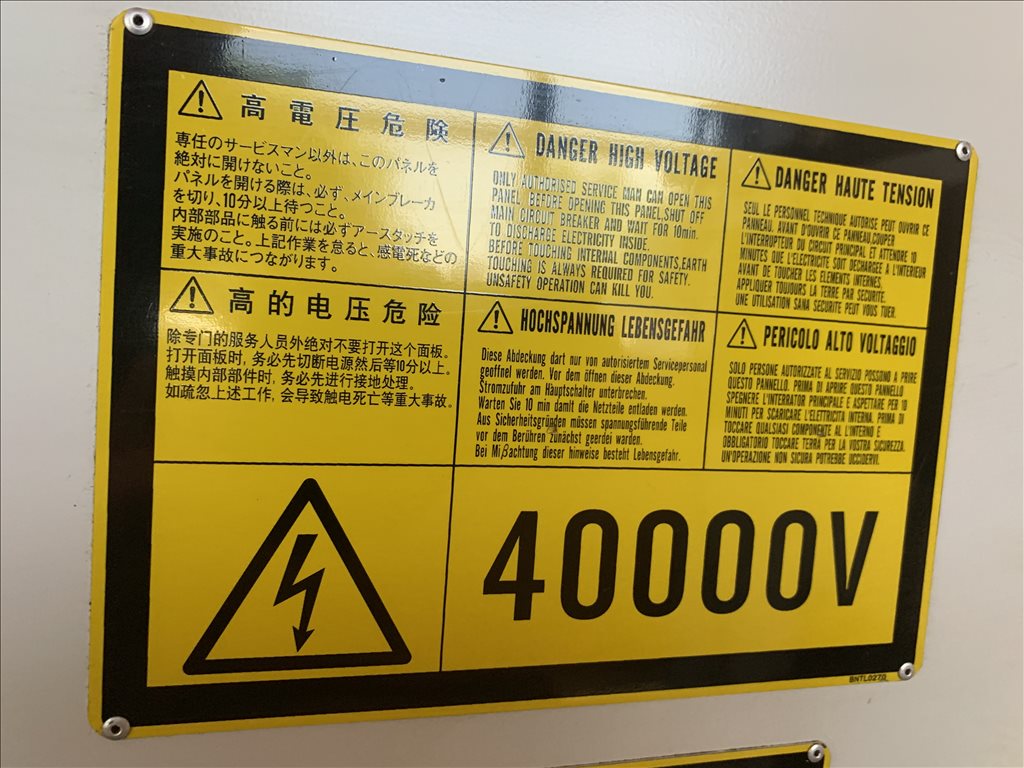 高電圧危険
専任のサービスマン以外は、このパネルを
絶対に開けないこと。
パネルを開ける際は、必ず、メインブレーカ
を切り、10分以上待つこと。
内部部品に触る前には必ずアースタッチを
実施のこと。上記作業を怠ると、感電死などの
重大事故につながります。
DANGER HIGH VOLTAGE
ONLY AUTHORISED SERVICE MAN CAN OPEN THIS
PANEL. BEFORE OPENING THIS PANEL,SHUT OFF
MAIN CIRCUIT BREAKER AND WAIT FOR 10min.
TO DISCHARGE ELECTRICITY INSIDE.
BEFORE TOUCHING INTERNAL COMPONENTS,EARTH
TOUCHING IS ALWAYS REQUIRED FOR SAFETY.
UNSAFETY OPERATION CAN KILL YOU.
DANGER HAUTE TENSION
SEUL LE PERSONNEL TECHNIQUE AUTORISE PEUT OUVRIR CE
PANNEAU. AVANT D'OUVRIR CE PANNEAU,COUPER
L'INTERRUPTEUR DU CIRCUIT PRINCIPAL ET ATTENDRE 10
MINUTES QUE L'ELECTRICITE SOIT DECHARGEE A L'INTERIEUR
AVANT DE TOUCHER LES ELEMENTS INTERNES.
APPLIQUER TOUJOURS LA TERRE PAR SECURITE.
UNE UTILISATION SANA SECURITE PEUT VOUS TUER.
高的电压危险
除专门的服务人员外绝对不要打开这个面板。
打开面板时, 务必先切断电源然后等10分以上。
触摸内部部件时, 务必先进行接地处理。
如疏忽上述工作, 会导致触电死亡等重大事故。
HOCHSPANNUNG LEBENSGEFAHR
Diese Abdeckung dart nur von autorisiertem Servicepersonal
geoffnet werden. Vor dem öffnen dieser Abdeckung.
Stromzufuhr am Hauptschalter unterbrechen.
Warten Sie 10 min damit die Netzteile entladen werden.
Aus Sicherheitsgründen müssen spannungsführende Teile
vor dem Berühren zunächst geerdei warden.
Bei Mißachtung dieser hinweise besteht Lebensgefahr.
PERICOLO ALTO VOLTAGGIO
SOLO PERSONE AUTORIZZATE AL SERVIZIO POSSONO A PRIRE
QUESTO PANNELLO. PRIMA DI APRIRE QUESTO PANNELLO
SPEGNERE L'INTERRATOR PRINCIPALE E ASPETTARE PER 10
MINUTI PER SCARICARE L'ELETTRICITA INTERNA. PRIMA DI
TOCCARE QUALSIASI COMPONENTE AL L'INTERNO E
OBBLIGATORIO TOCCARE TERRA PER LA VOSTRA SICUREZZA.
UN'OPERAZIONE NON SICURA POTREBBE UCCIDERVI.
40000V
BNTL0270